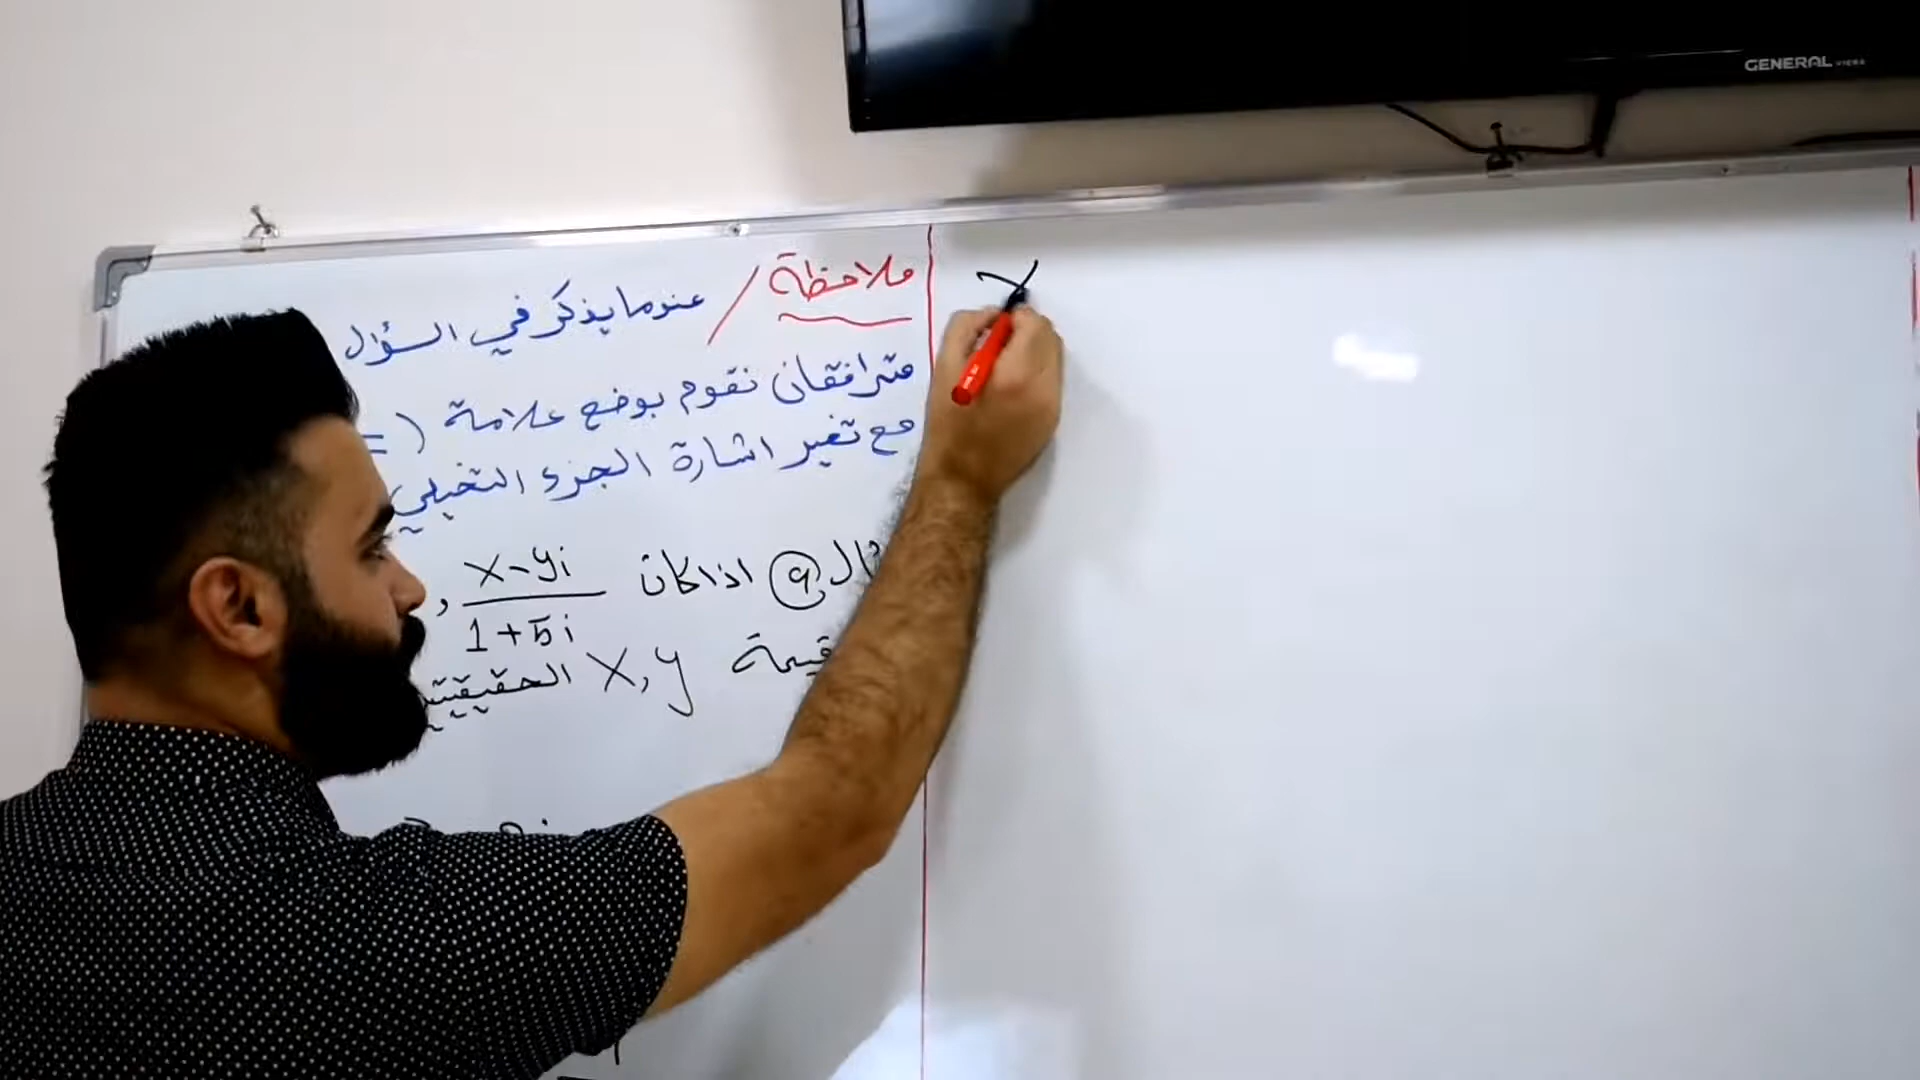 GENERAL
ملاحظة / عندما يذكر في السؤال
مترافقان نقوم بوضع علامة ( =
مع تغير اشارة الجزء التخيلي
٩ اذا كان x-yi / 1+5i ,
قيمة x, y الحقيقيتين
x